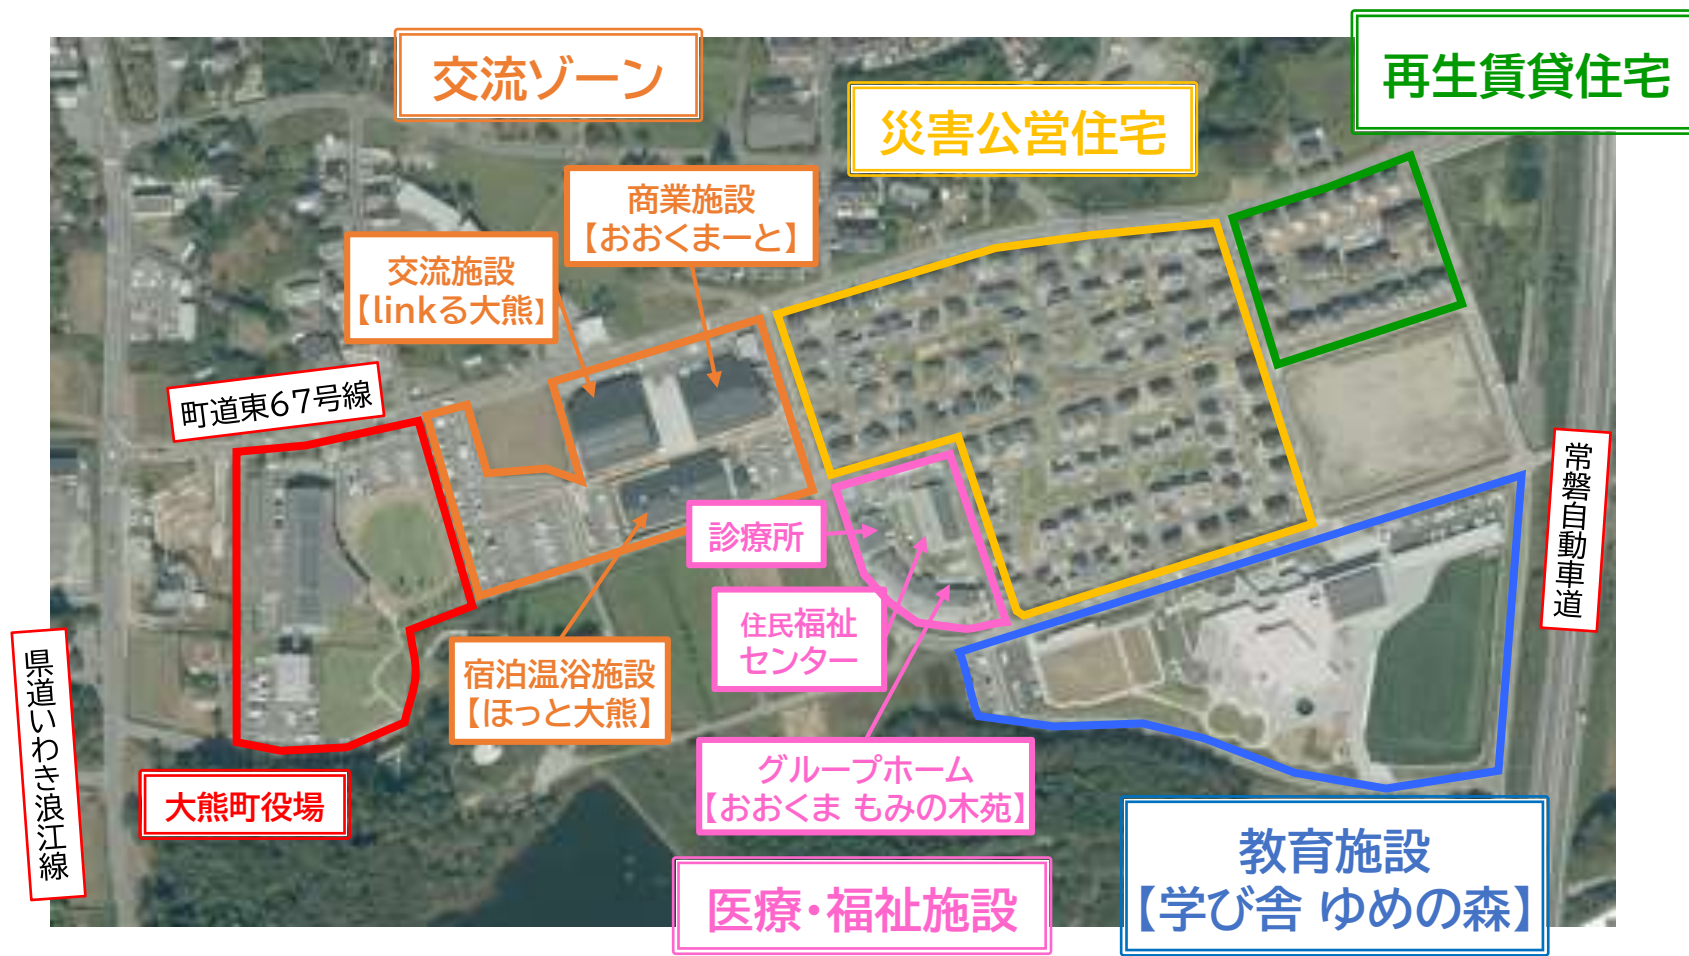 交流ゾーン
災害公営住宅
再生賃貸住宅
商業施設
【おおくまーと】
交流施設
【linkる大熊】
町道東67号線
常磐自動車道
診療所
住民福祉
センター
宿泊温浴施設
【ほっと大熊】
県道いわき浪江線
大熊町役場
グループホーム
【おおくま もみの木苑】
医療・福祉施設
教育施設
【学び舎 ゆめの森】